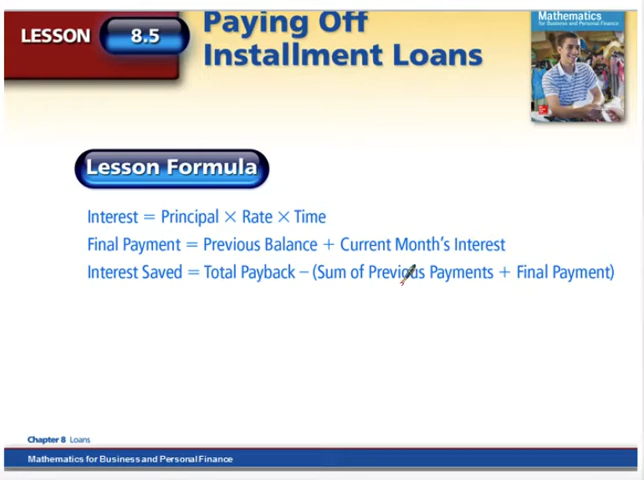 LESSON 8.5
Paying Off
Installment Loans
Mathematics
for Business and Personal Finance
Lesson Formula
Interest = Principal × Rate × Time
Final Payment = Previous Balance + Current Month's Interest
Interest Saved = Total Payback – (Sum of Previous Payments + Final Payment)
Chapter 8 Loans
Mathematics for Business and Personal Finance